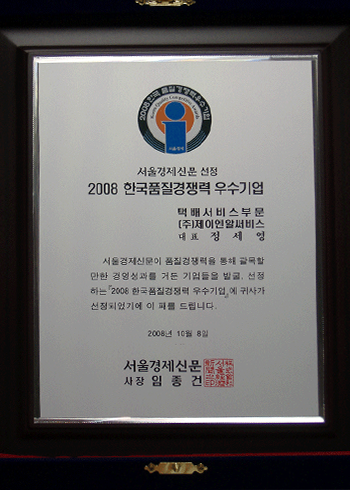 2008 한국 품질경쟁력우수기업
서울경제
서울경제신문 선정
2008 한국품질경쟁력 우수기업
택배서비스부문
(주)제이엔알써비스
대표 정세영
서울경제신문이 품질경쟁력을 통해 괄목할
만한 경영성과를 거둔 기업들을 발굴, 선정
하는 『2008 한국품질경쟁력 우수기업』에 귀사가
선정되었기에 이 패를 드립니다.
2008년 10월 8일
서울경제신문
사장 임종건